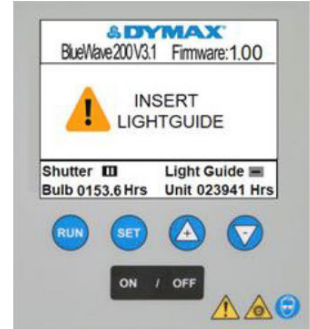 DYMAX
BlueWave 200 V3.1 Firmware: 1.00
INSERT
LIGHTGUIDE
Shutter Light Guide
Bulb 0153.6 Hrs Unit 023941 Hrs
RUN SET + -
ON / OFF